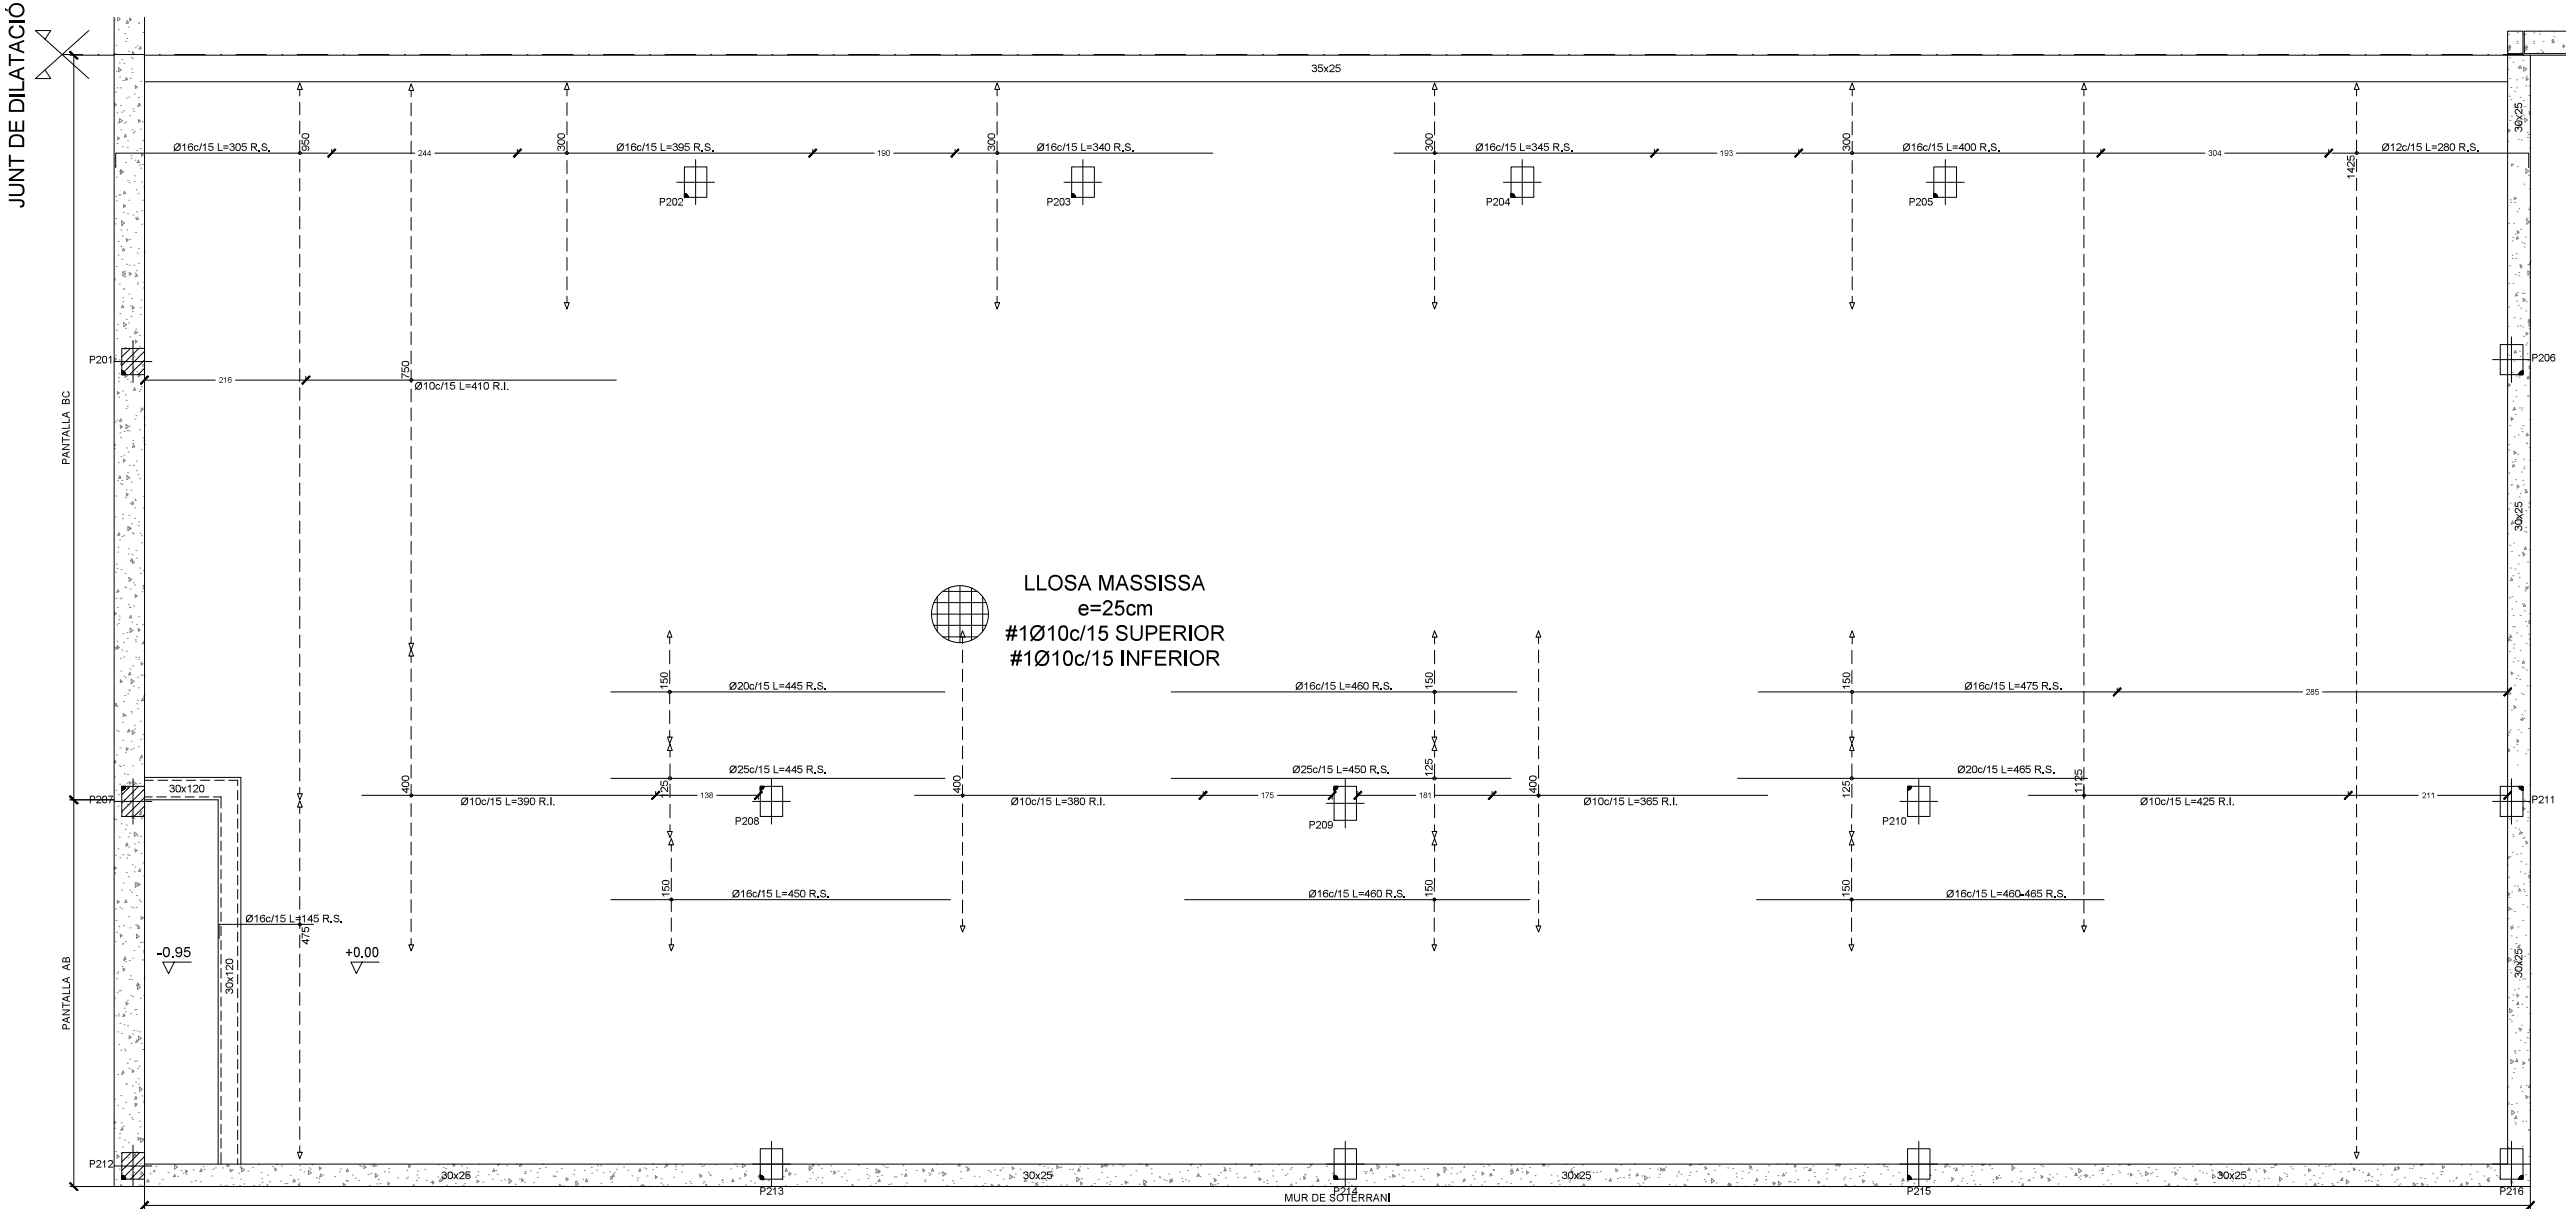 JUNT DE DILATACIÓ
35x25
30x25
Ø16c/15 L=305 R.S.
950
244
300
Ø16c/15 L=395 R.S.
190
300
Ø16c/15 L=340 R.S.
300
Ø16c/15 L=345 R.S.
193
300
Ø16c/15 L=400 R.S.
304
1425
Ø12c/15 L=280 R.S.
P202
P203
P204
P205
P201
P206
216
750
Ø10c/15 L=410 R.I.
PANTALLA BC
30x25
LLOSA MASSISSA
e=25cm
#1Ø10c/15 SUPERIOR
#1Ø10c/15 INFERIOR
150
Ø20c/15 L=445 R.S.
Ø16c/15 L=460 R.S.
150
150
Ø16c/15 L=475 R.S.
285
Ø25c/15 L=445 R.S.
Ø25c/15 L=450 R.S.
125
Ø20c/15 L=465 R.S.
30x120
P207
400
Ø10c/15 L=390 R.I.
125
138
P208
400
Ø10c/15 L=380 R.I.
175
P209
181
400
Ø10c/15 L=365 R.I.
125
P210
1125
Ø10c/15 L=425 R.I.
211
P211
150
Ø16c/15 L=450 R.S.
Ø16c/15 L=460 R.S.
150
150
Ø16c/15 L=460-465 R.S.
Ø16c/15 L=145 R.S.
475
-0.95
+0.00
30x120
30x25
PANTALLA AB
P212
30x25
30x25
30x25
30x25
P213
P214
P215
P216
MUR DE SOTERRANI